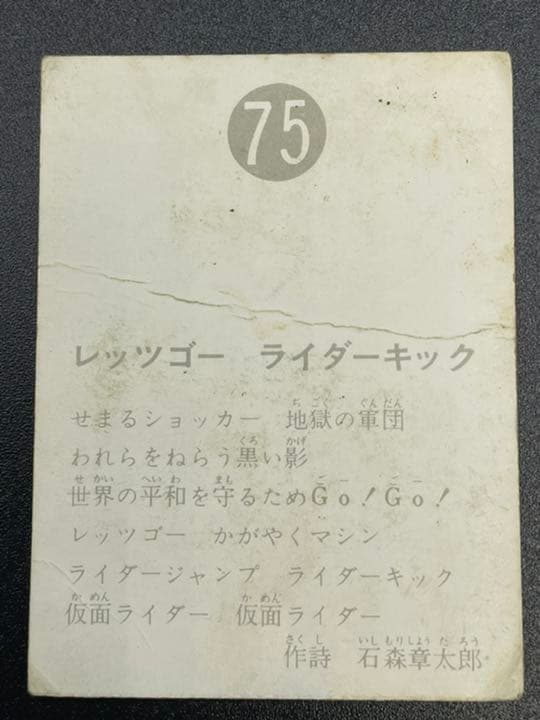 75
レッツゴー　ライダーキック
せまるショッカー　地獄の軍団
われらをねらう黒い影
世界の平和を守るためGo！Go！
レッツゴー　かがやくマシン
ライダージャンプ　ライダーキック
仮面ライダー　仮面ライダー
作詩　石森章太郎